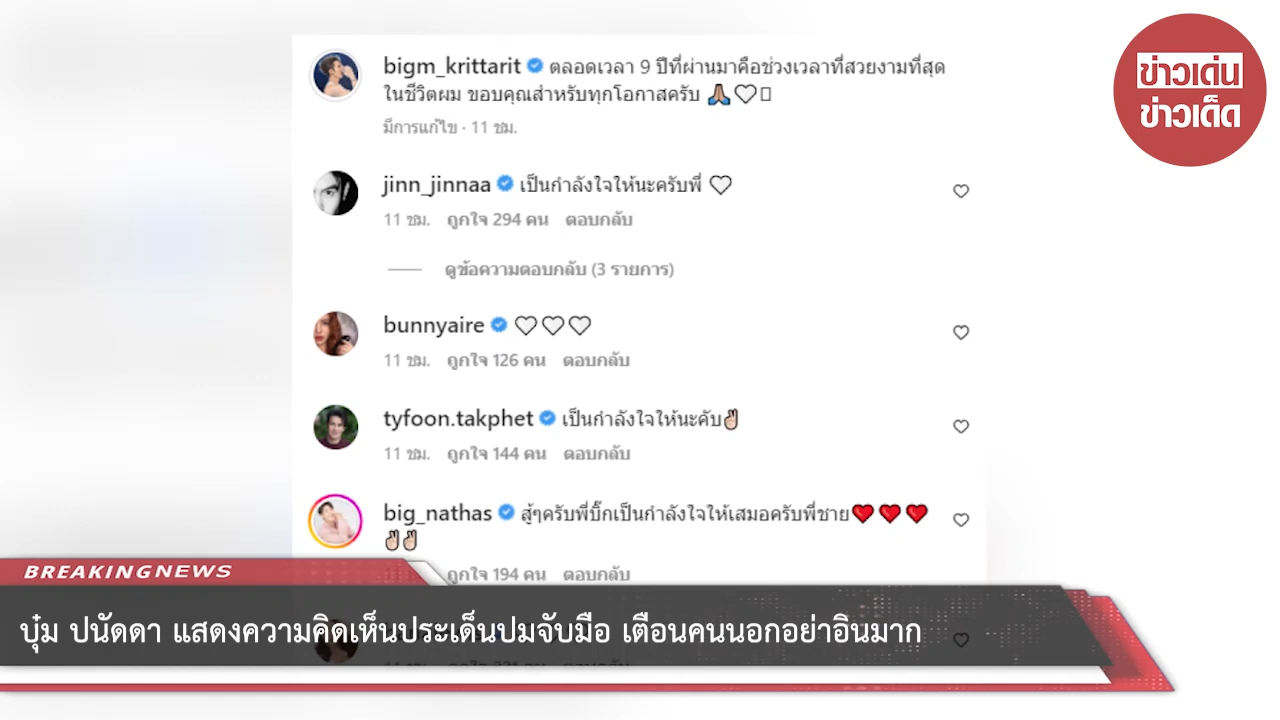 ข่าวเด่น
ข่าวเด็ด
bigm_krittarit ตลอดเวลา 9 ปีที่ผ่านมาคือช่วงเวลาที่สวยงามที่สุด
ในชีวิตผม ขอบคุณสำหรับทุกโอกาสครับ 🙏🏽🤍
มีการแก้ไข · 11 ชม.
jinn_jinnaa เป็นกำลังใจให้นะครับพี่ 🤍
11 ชม. ถูกใจ 294 คน ตอบกลับ
ดูข้อความตอบกลับ (3 รายการ)
bunnyaire 🤍🤍🤍
11 ชม. ถูกใจ 126 คน ตอบกลับ
tyfoon.takphet เป็นกำลังใจให้นะคับ✌🏻
11 ชม. ถูกใจ 144 คน ตอบกลับ
big_nathas สู้ๆครับพี่บิ๊กเป็นกำลังใจให้เสมอครับพี่ชาย❤️❤️❤️
✌🏻✌🏻
ถูกใจ 194 คน ตอบกลับ
BREAKINGNEWS
บุ๋ม ปนัดดา แสดงความคิดเห็นประเด็นปมจับมือ เตือนคนนอกอย่าอินมาก